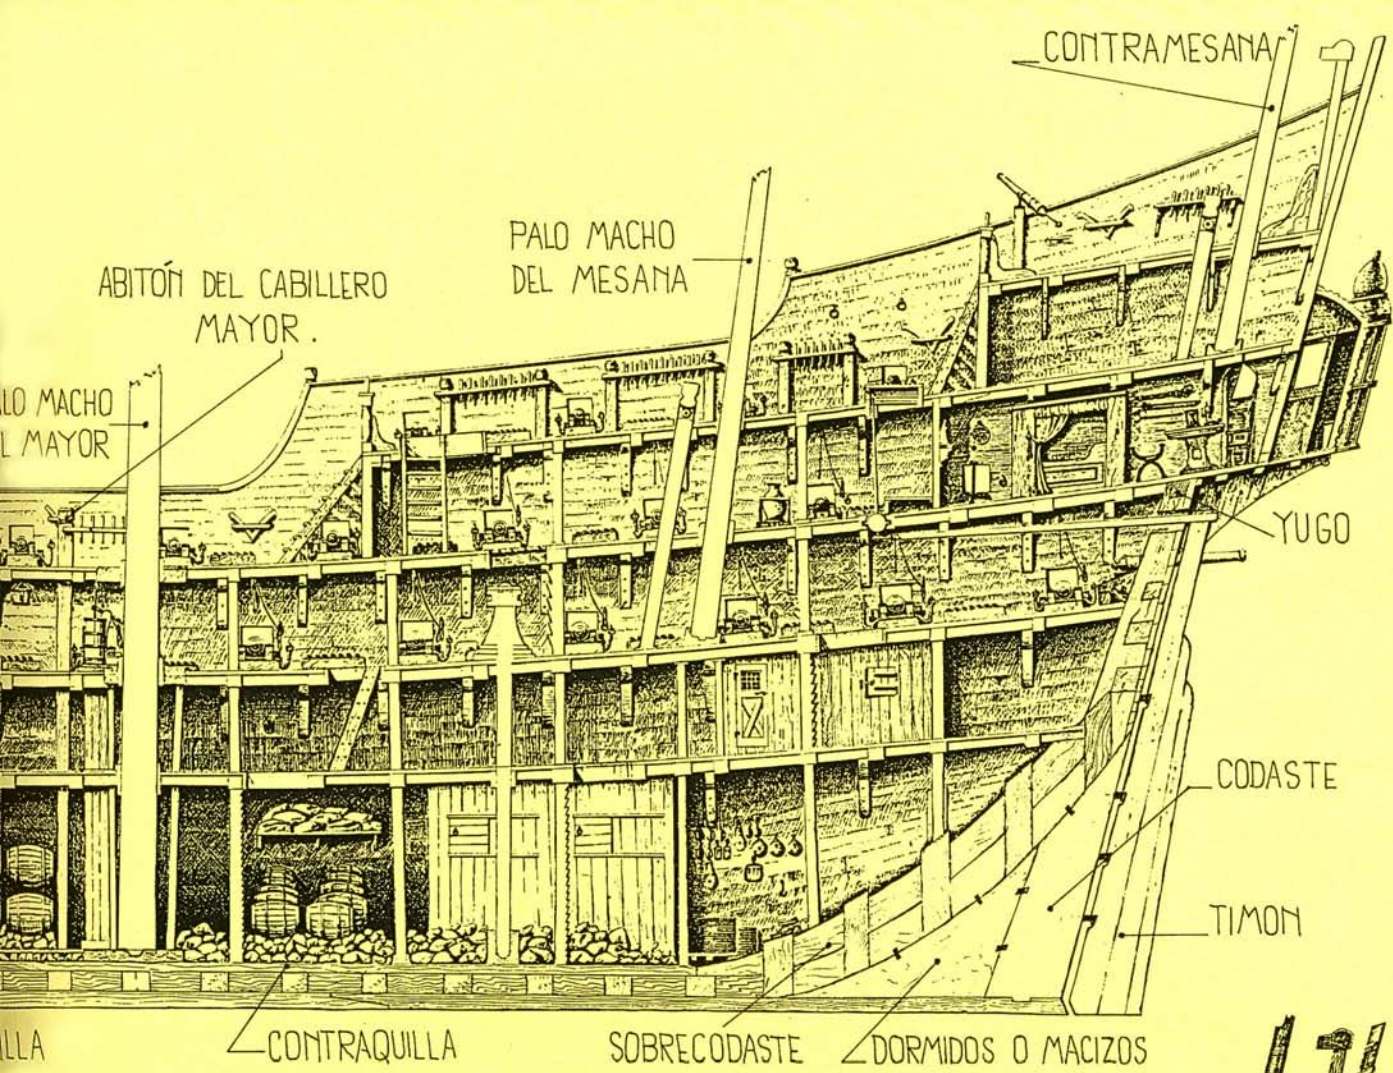 CONTRAMESANA
PALO MACHO
DEL MESANA
ABITÓN DEL CABILLERO
MAYOR.
LO MACHO
L MAYOR
YUGO
CODASTE
TIMON
LLA
CONTRAQUILLA
SOBRECODASTE
DORMIDOS O MACIZOS